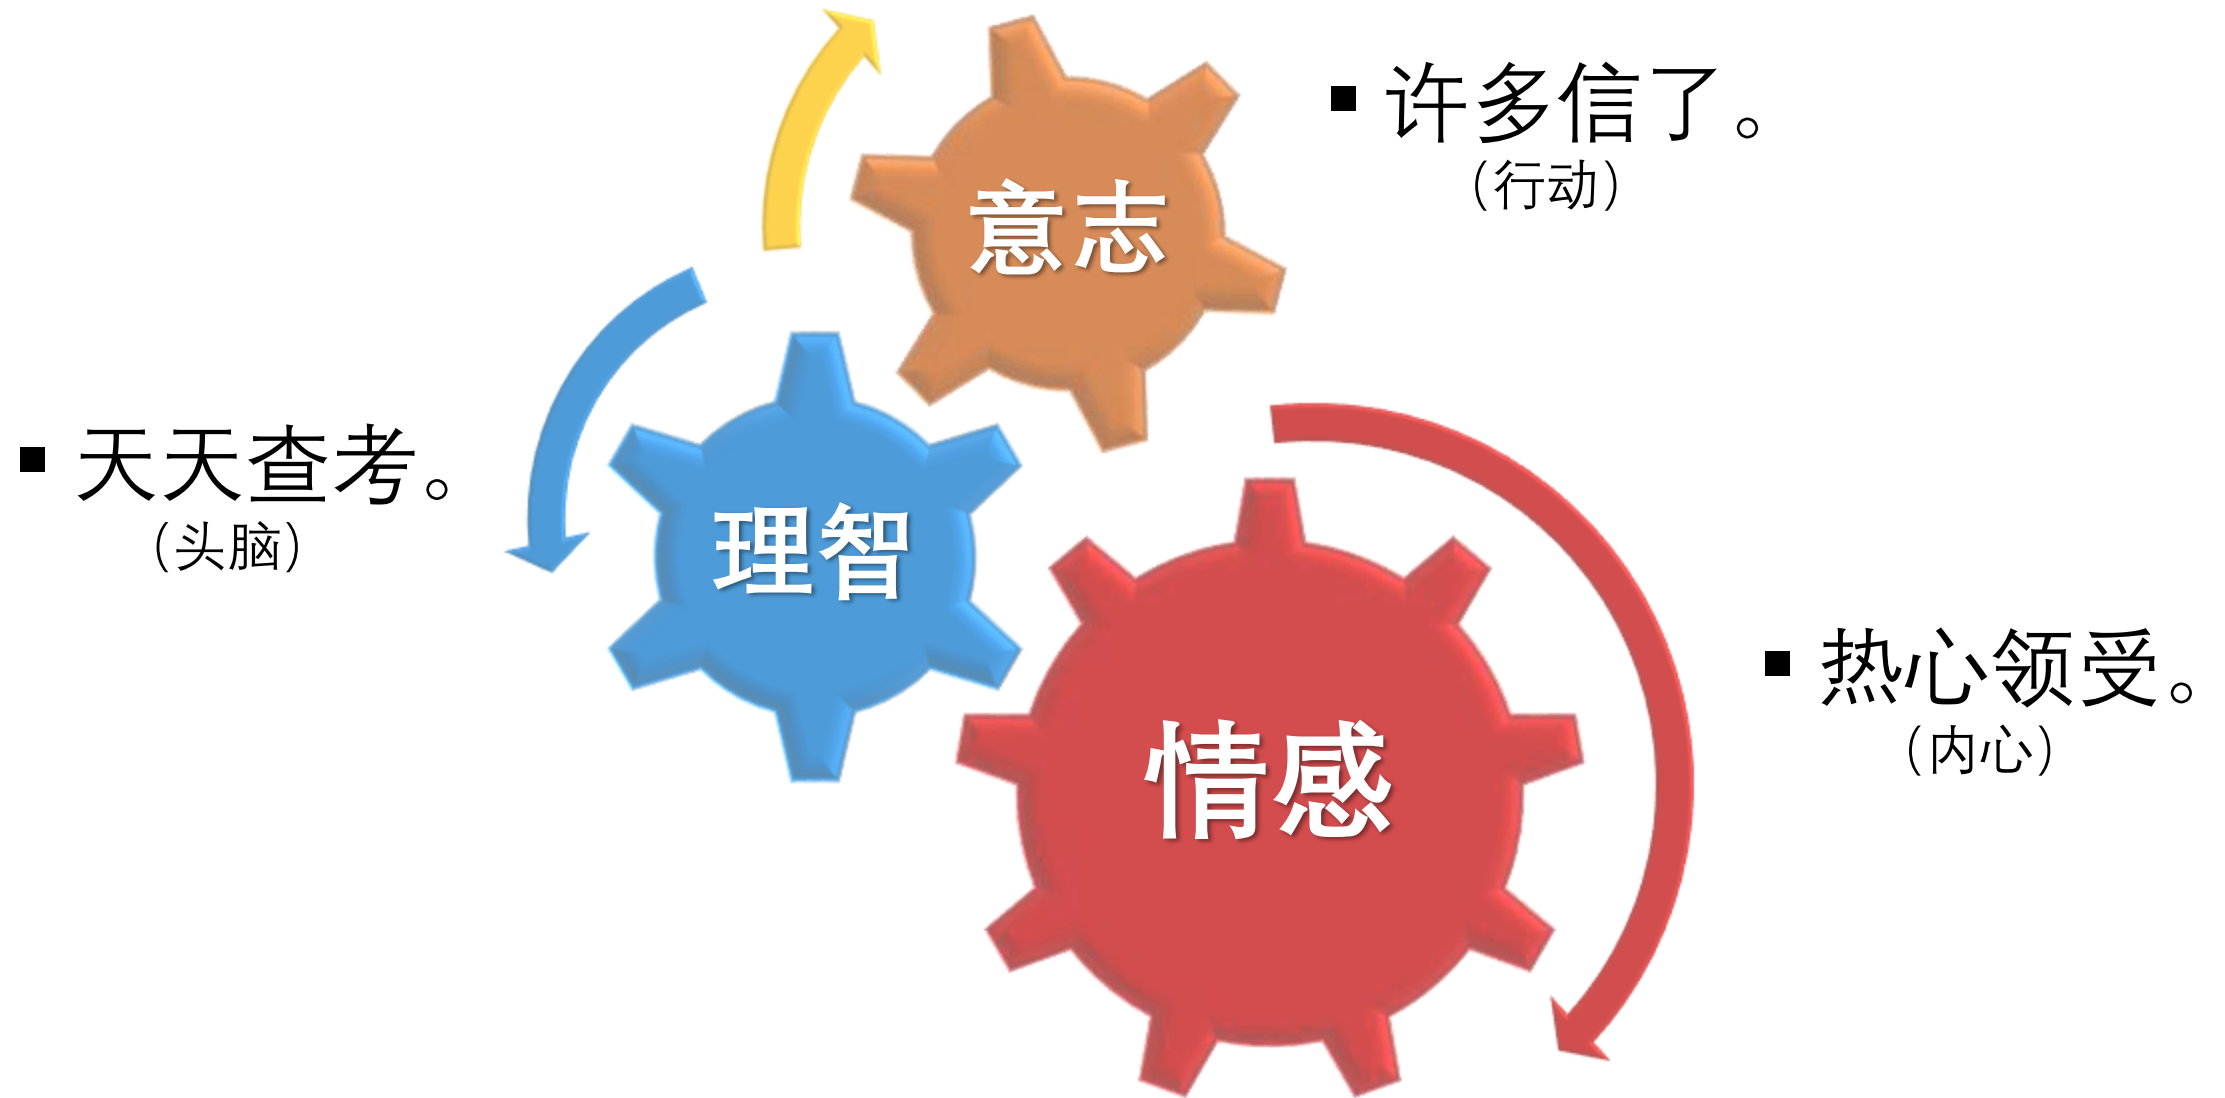 ▪ 许多信了。
（行动）
意志
▪ 天天查考。
（头脑）
理智
▪ 热心领受。
（内心）
情感